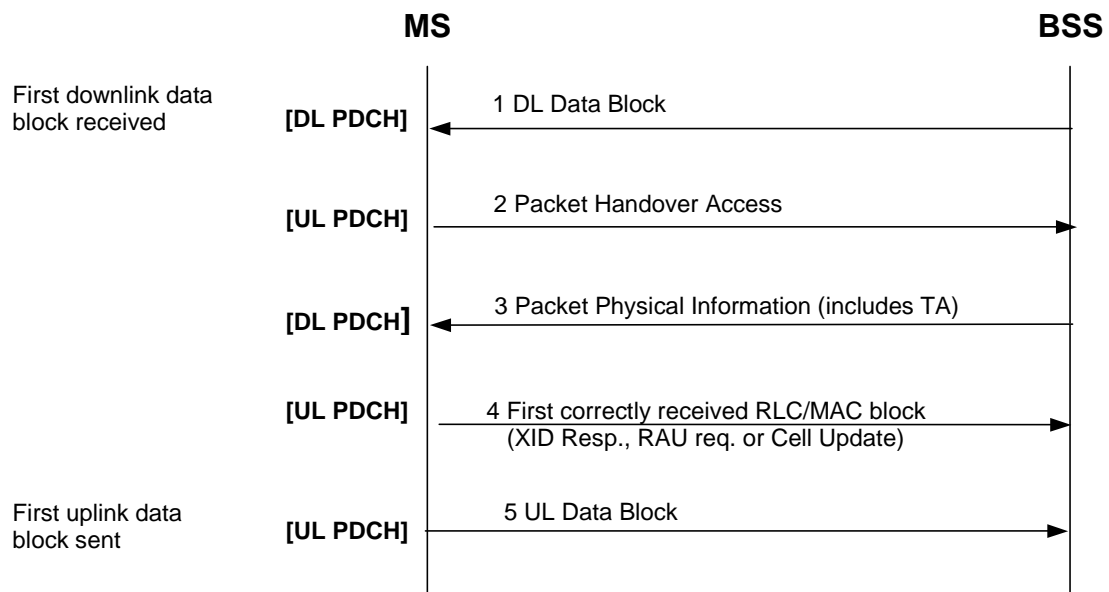 MS
BSS
First downlink data
block received
[DL PDCH]
1 DL Data Block
[UL PDCH]
2 Packet Handover Access
[DL PDCH]
3 Packet Physical Information (includes TA)
[UL PDCH]
4 First correctly received RLC/MAC block
(XID Resp., RAU req. or Cell Update)
First uplink data
block sent
[UL PDCH]
5 UL Data Block